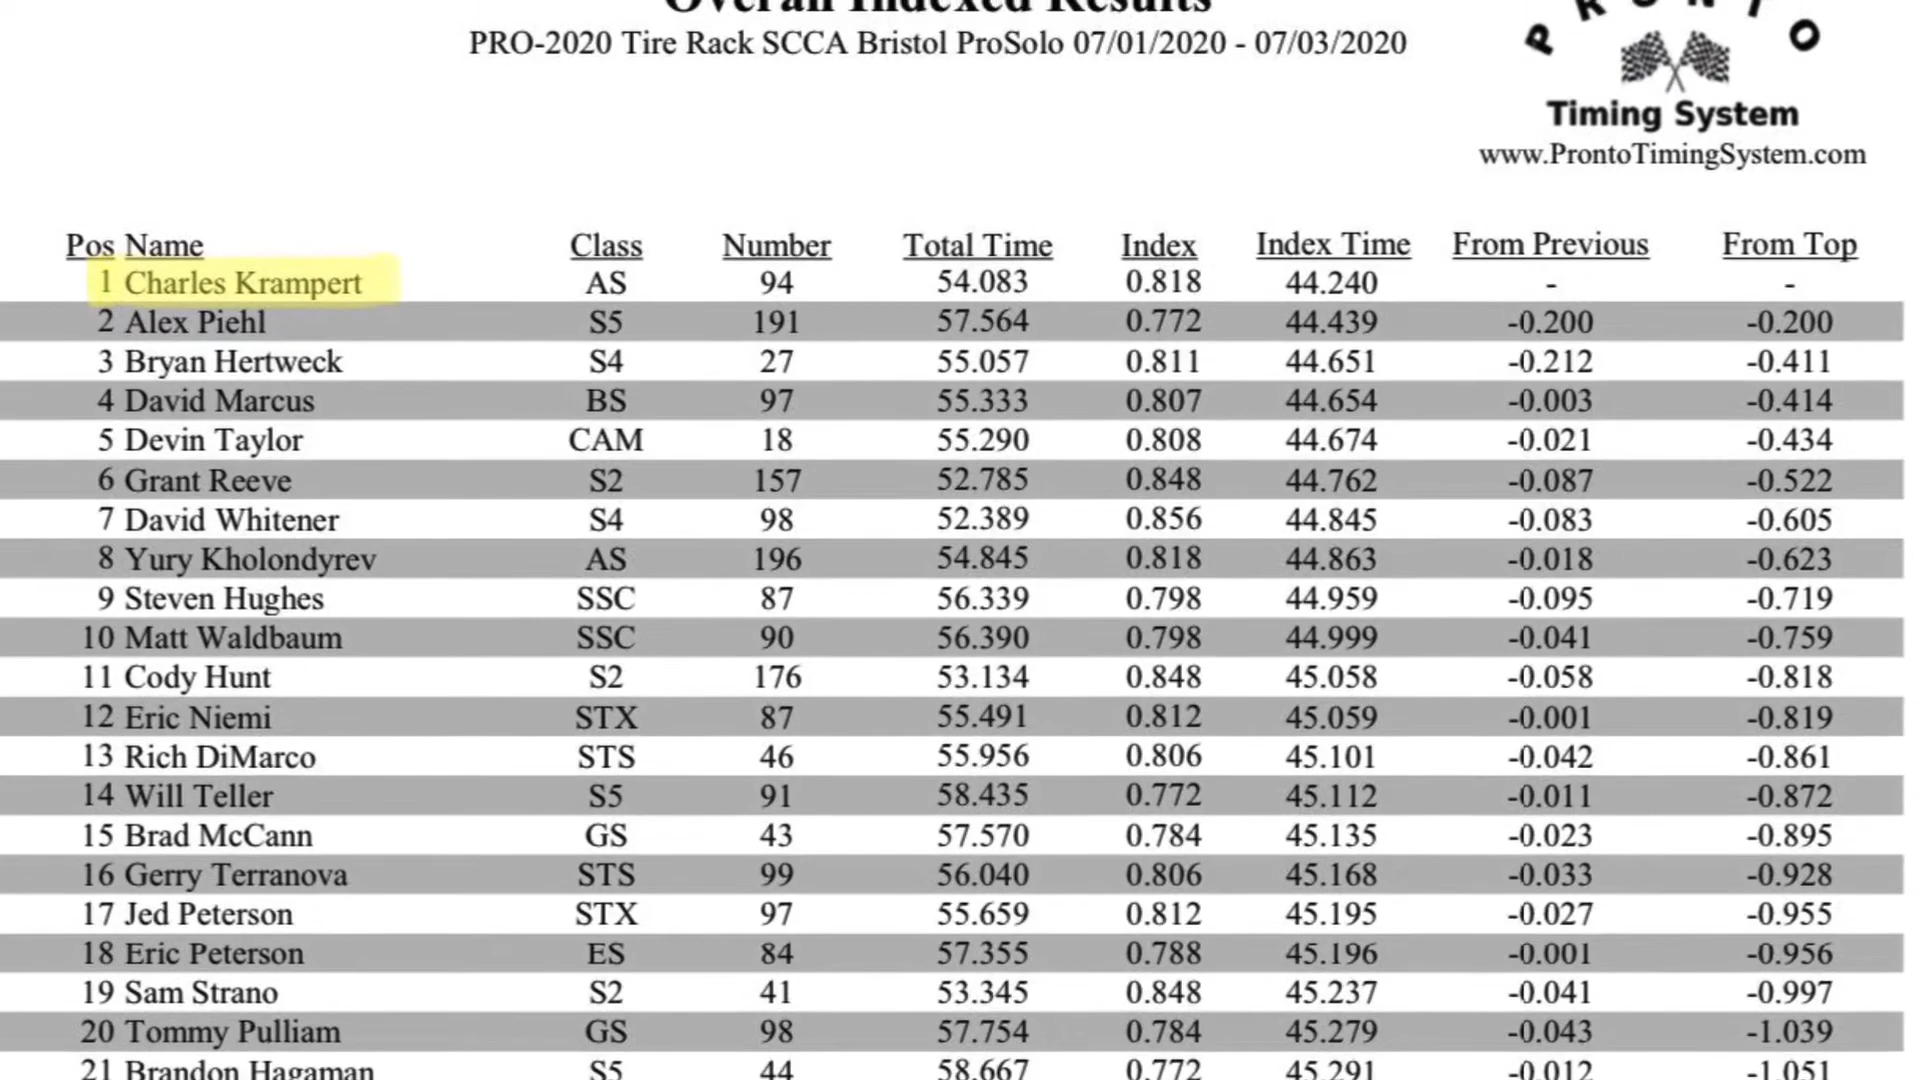 Overall Indexed Results
PRO-2020 Tire Rack SCCA Bristol ProSolo 07/01/2020 - 07/03/2020
PRONTO
Timing System
www.ProntoTimingSystem.com
Pos Name Class Number Total Time Index Index Time From Previous From Top
1 Charles Krampert AS 94 54.083 0.818 44.240 - -
2 Alex Piehl S5 191 57.564 0.772 44.439 -0.200 -0.200
3 Bryan Hertweck S4 27 55.057 0.811 44.651 -0.212 -0.411
4 David Marcus BS 97 55.333 0.807 44.654 -0.003 -0.414
5 Devin Taylor CAM 18 55.290 0.808 44.674 -0.021 -0.434
6 Grant Reeve S2 157 52.785 0.848 44.762 -0.087 -0.522
7 David Whitener S4 98 52.389 0.856 44.845 -0.083 -0.605
8 Yury Kholondyrev AS 196 54.845 0.818 44.863 -0.018 -0.623
9 Steven Hughes SSC 87 56.339 0.798 44.959 -0.095 -0.719
10 Matt Waldbaum SSC 90 56.390 0.798 44.999 -0.041 -0.759
11 Cody Hunt S2 176 53.134 0.848 45.058 -0.058 -0.818
12 Eric Niemi STX 87 55.491 0.812 45.059 -0.001 -0.819
13 Rich DiMarco STS 46 55.956 0.806 45.101 -0.042 -0.861
14 Will Teller S5 91 58.435 0.772 45.112 -0.011 -0.872
15 Brad McCann GS 43 57.570 0.784 45.135 -0.023 -0.895
16 Gerry Terranova STS 99 56.040 0.806 45.168 -0.033 -0.928
17 Jed Peterson STX 97 55.659 0.812 45.195 -0.027 -0.955
18 Eric Peterson ES 84 57.355 0.788 45.196 -0.001 -0.956
19 Sam Strano S2 41 53.345 0.848 45.237 -0.041 -0.997
20 Tommy Pulliam GS 98 57.754 0.784 45.279 -0.043 -1.039
21 Brandon Hagaman S5 44 58.667 0.772 45.291 -0.012 -1.051